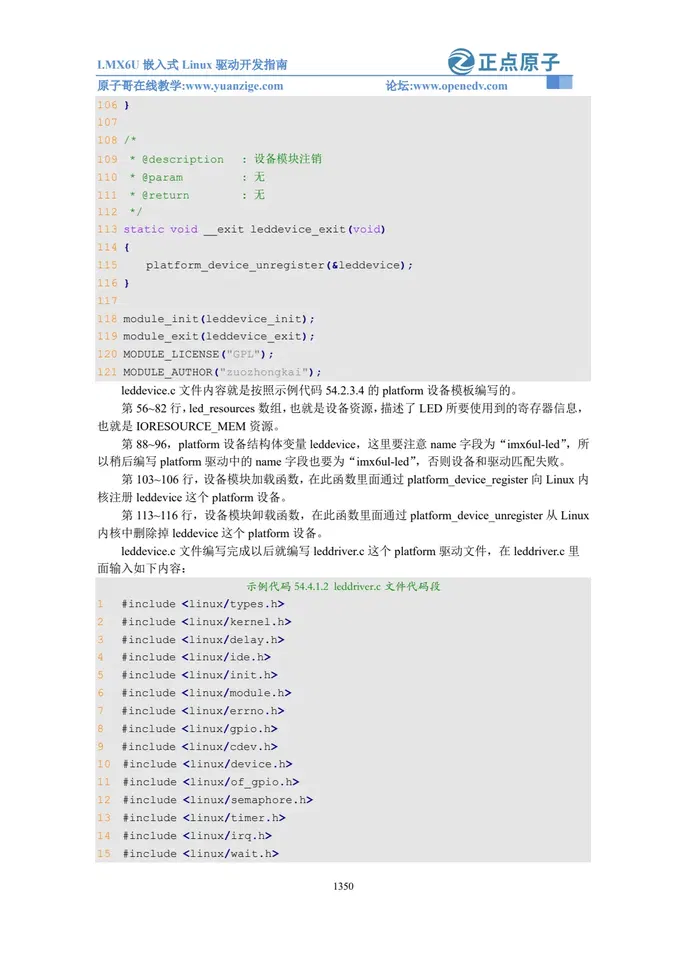 I.MX6U 嵌入式 Linux 驱动开发指南
正点原子
原子哥在线教学:www.yuanzige.com 论坛:www.openedv.com
106 }
107
108 /*
109  * @description : 设备模块注销
110  * @param : 无
111  * @return : 无
112  */
113 static void __exit leddevice_exit(void)
114 {
115     platform_device_unregister(&leddevice);
116 }
117
118 module_init(leddevice_init);
119 module_exit(leddevice_exit);
120 MODULE_LICENSE("GPL");
121 MODULE_AUTHOR("zuozhongkai");
leddevice.c 文件内容就是按照示例代码 54.2.3.4 的 platform 设备模板编写的。
第 56~82 行，led_resources 数组，也就是设备资源，描述了 LED 所要使用到的寄存器信息，
也就是 IORESOURCE_MEM 资源。
第 88~96，platform 设备结构体变量 leddevice，这里要注意 name 字段为“imx6ul-led”，所
以稍后编写 platform 驱动中的 name 字段也要为“imx6ul-led”，否则设备和驱动匹配失败。
第 103~106 行，设备模块加载函数，在此函数里面通过 platform_device_register 向 Linux 内
核注册 leddevice 这个 platform 设备。
第 113~116 行，设备模块卸载函数，在此函数里面通过 platform_device_unregister 从 Linux
内核中删除掉 leddevice 这个 platform 设备。
leddevice.c 文件编写完成以后就编写 leddriver.c 这个 platform 驱动文件，在 leddriver.c 里
面输入如下内容：
示例代码 54.4.1.2 leddriver.c 文件代码段
1 #include <linux/types.h>
2 #include <linux/kernel.h>
3 #include <linux/delay.h>
4 #include <linux/ide.h>
5 #include <linux/init.h>
6 #include <linux/module.h>
7 #include <linux/errno.h>
8 #include <linux/gpio.h>
9 #include <linux/cdev.h>
10 #include <linux/device.h>
11 #include <linux/of_gpio.h>
12 #include <linux/semaphore.h>
13 #include <linux/timer.h>
14 #include <linux/irq.h>
15 #include <linux/wait.h>
1350